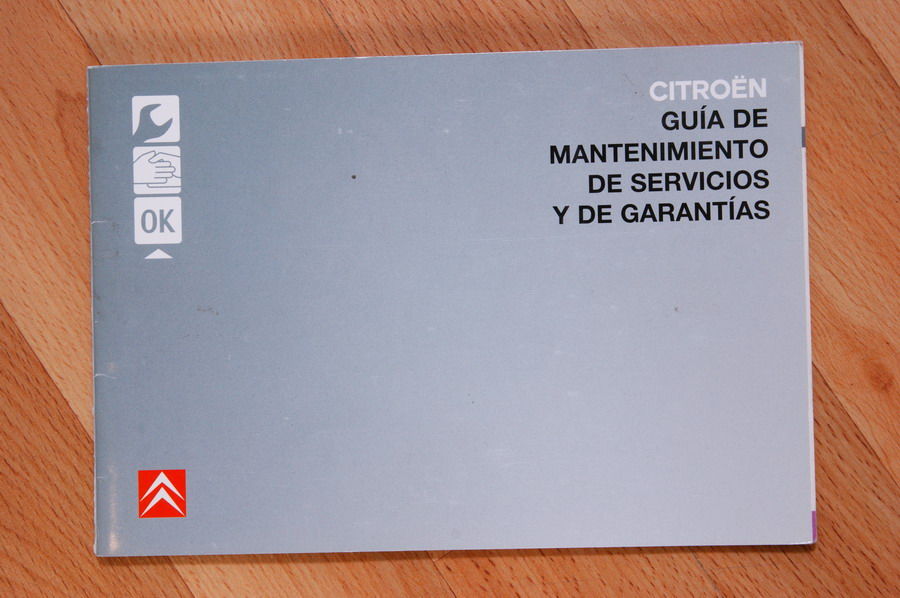 CITROËN
GUÍA DE
MANTENIMIENTO
DE SERVICIOS
Y DE GARANTÍAS
OK